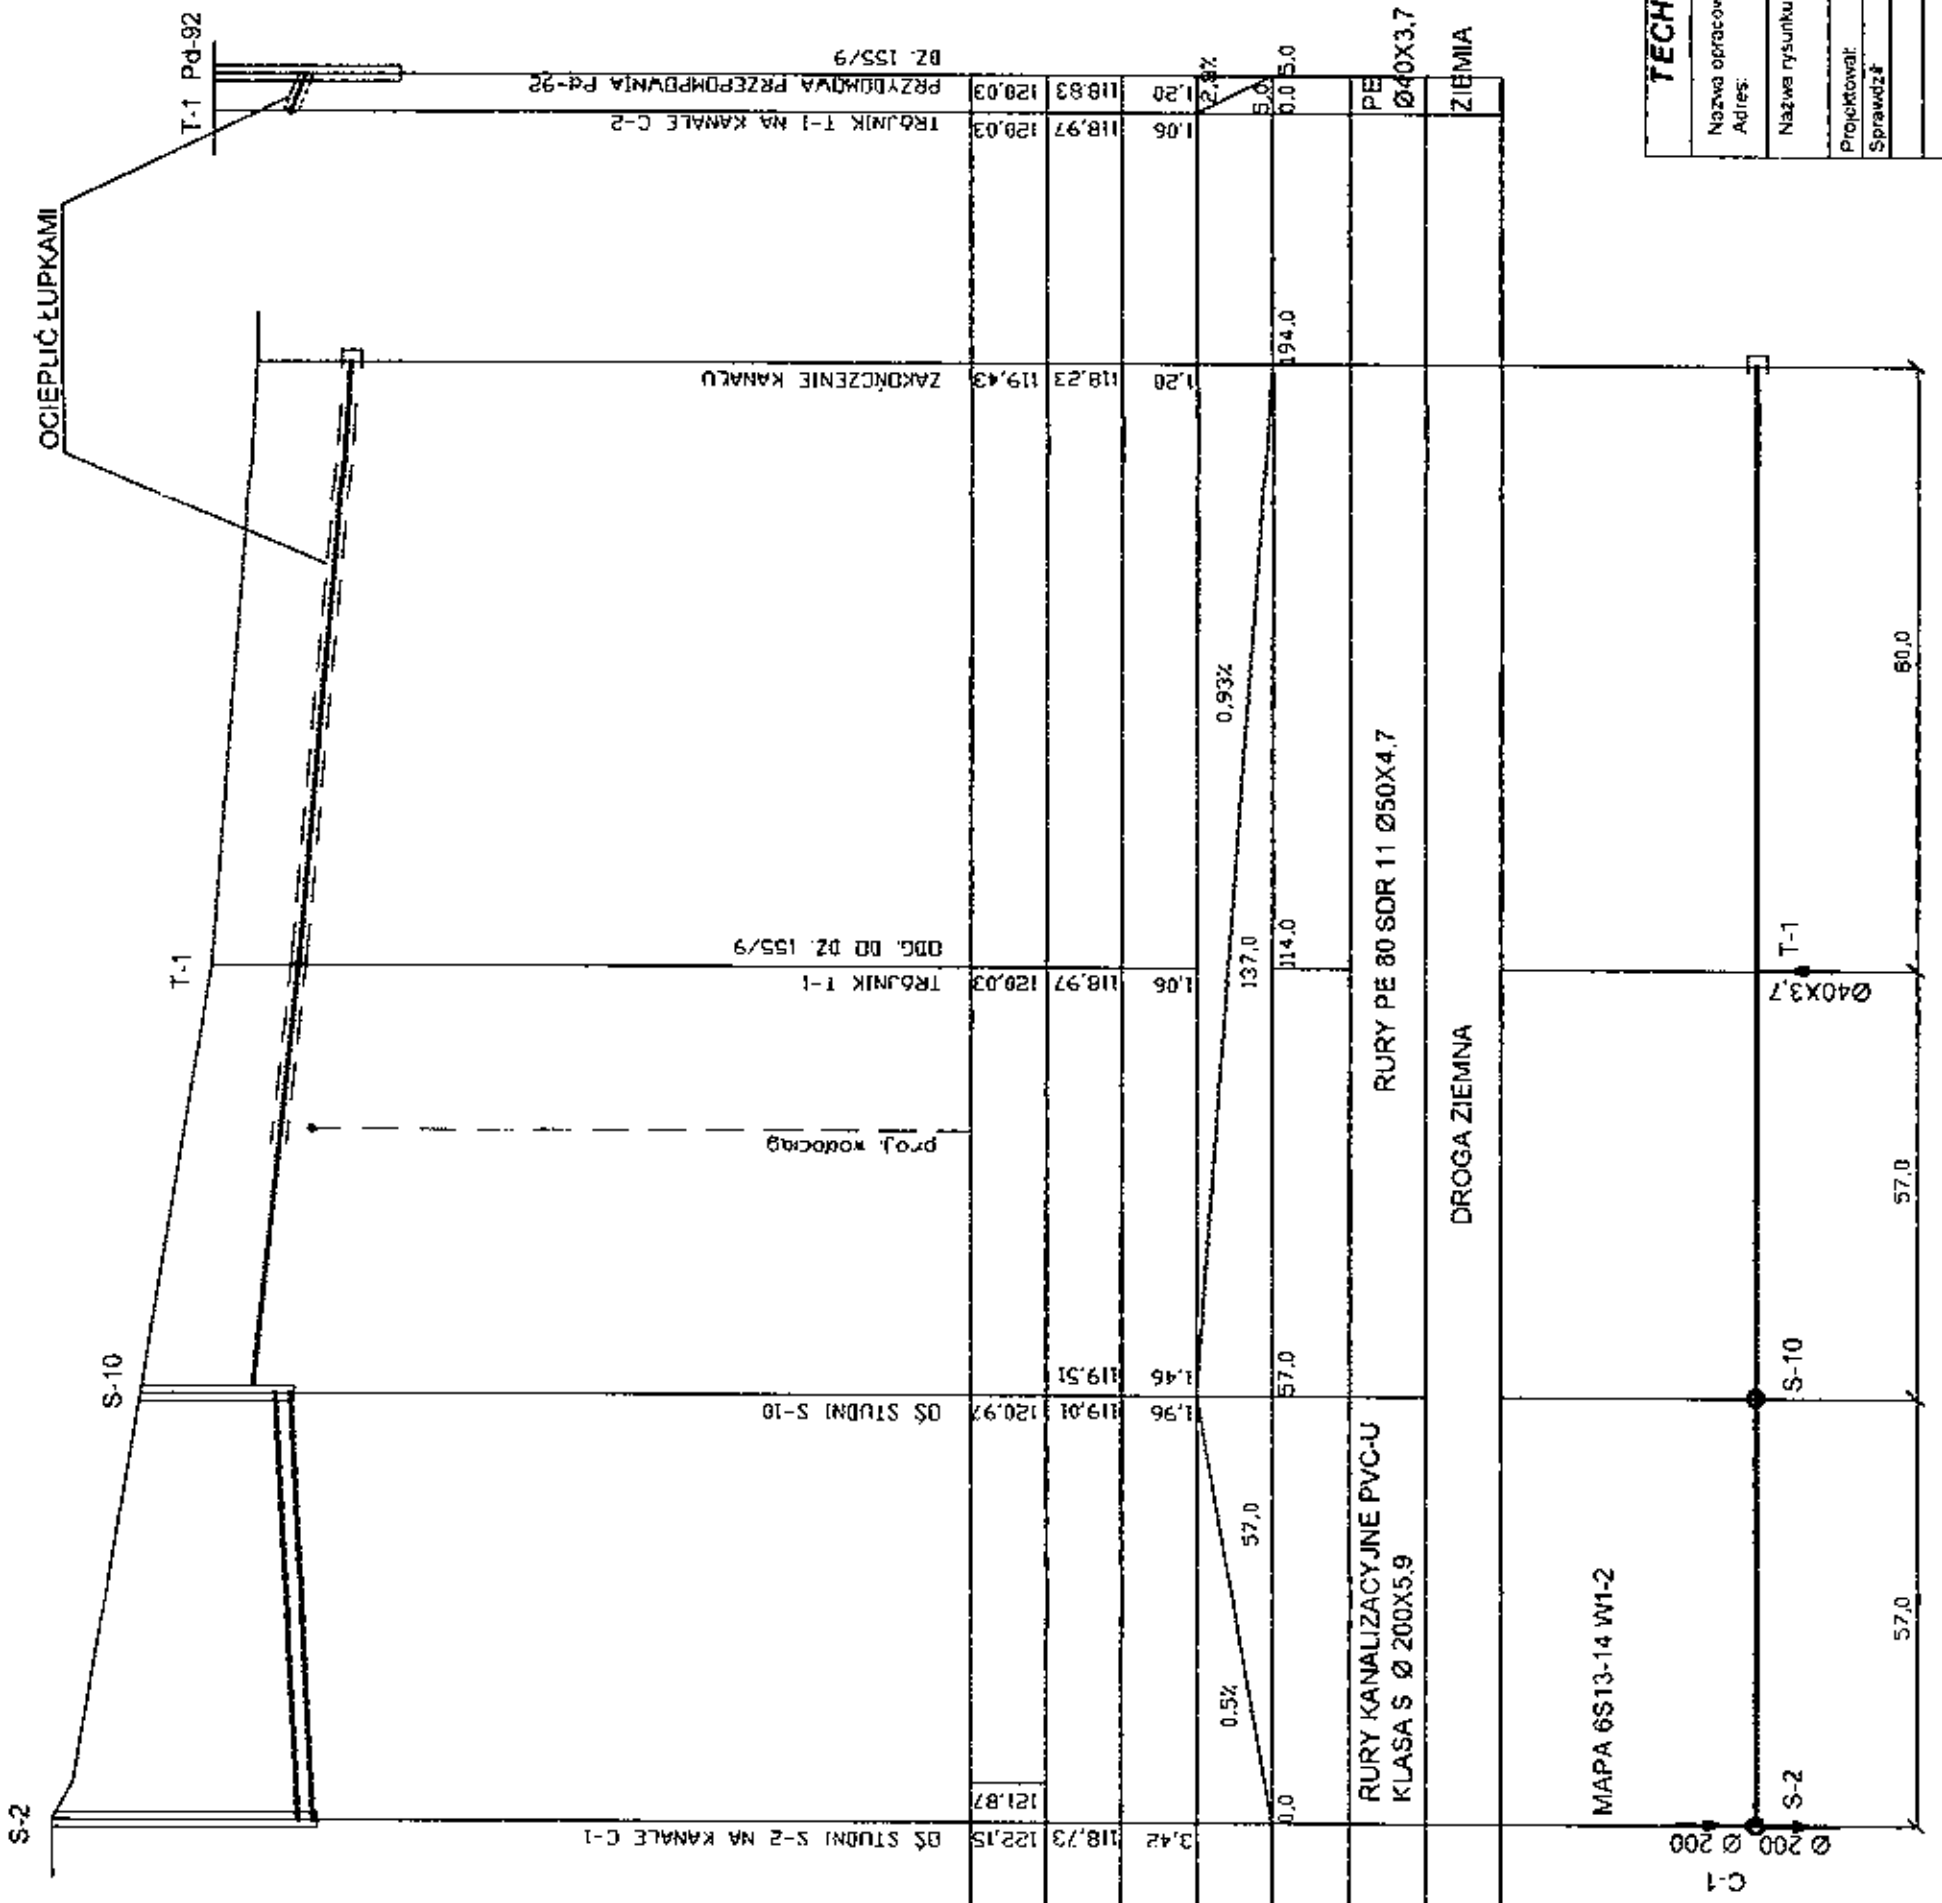 S-2
S-10
T-1
OCIEPLIĆ ŁUPKAMI
T-1 Pd-92
proj. wodociąg
OŚ STUDNI S-2 NA KANALE C-1
OŚ STUDNI S-10
TRÓJNIK T-1
ODG. DO DZ. 155/9
ZAKOŃCZENIE KANAŁU
TRÓJNIK T-1 NA KANALE C-2
PRZYDOMOWA PRZEPOMPOWNIA Pd-92
DZ. 155/9
122,15 121,87 120,97 120,03 119,43 120,03 120,03
118,73 119,01 119,51 118,97 118,23 118,97 118,83
3,42 1,96 1,46 1,06 1,20 1,06 1,20
0,5% 57,0 137,0 0,93% 2,8% 5,0
0,0 57,0 114,0 194,0 0.0 5.0
RURY KANALIZACYJNE PVC-U
KLASA S Ø 200X5,9
RURY PE 80 SDR 11 Ø50X4,7
PE
Ø40X3,7
DROGA ZIEMNA
ZIEMIA
MAPA 6S13-14 W1-2
C-1
Ø 200 Ø 200
S-2
S-10
T-1
Ø40X3,7
57,0 57,0 80,0
TECH
Nazwa opracow
Adres:
Nazwa rysunku
Projektował:
Sprawdził